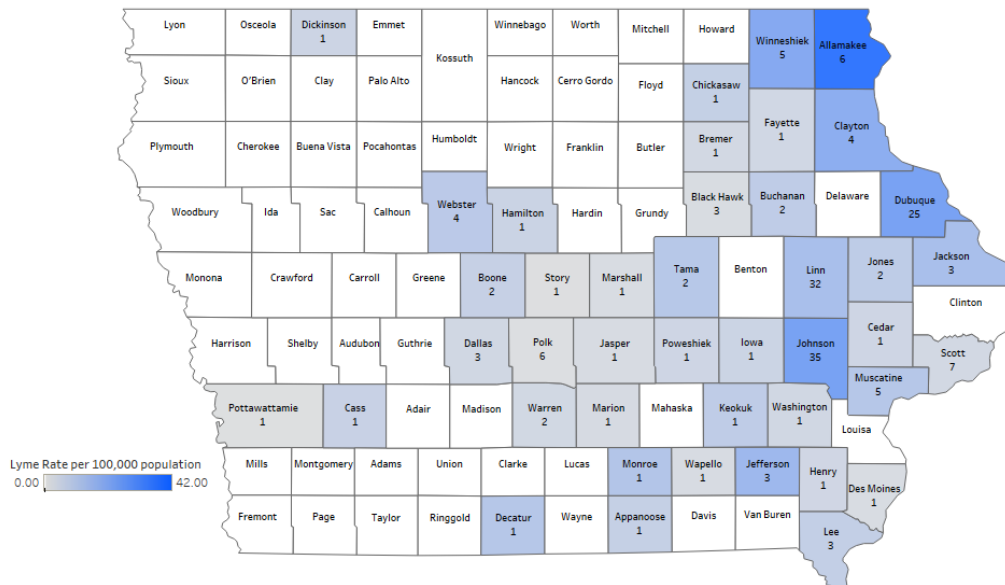 Lyon
Osceola
Dickinson
1
Emmet
Winnebago
Worth
Mitchell
Howard
Winneshiek
5
Allamakee
6
Kossuth
Sioux
O'Brien
Clay
Palo Alto
Hancock
Cerro Gordo
Floyd
Chickasaw
1
Fayette
1
Clayton
4
Plymouth
Cherokee
Buena Vista
Pocahontas
Humboldt
Wright
Franklin
Butler
Bremer
1
Woodbury
Ida
Sac
Calhoun
Webster
4
Hamilton
1
Hardin
Grundy
Black Hawk
3
Buchanan
2
Delaware
Dubuque
25
Monona
Crawford
Carroll
Greene
Boone
2
Story
1
Marshall
1
Tama
2
Benton
Linn
32
Jones
2
Jackson
3
Clinton
Harrison
Shelby
Audubon
Guthrie
Dallas
3
Polk
6
Jasper
1
Poweshiek
1
Iowa
1
Johnson
35
Cedar
1
Scott
7
Muscatine
5
Pottawattamie
1
Cass
1
Adair
Madison
Warren
2
Marion
1
Mahaska
Keokuk
1
Washington
1
Louisa
Lyme Rate per 100,000 population
0.00
42.00
Mills
Montgomery
Adams
Union
Clarke
Lucas
Monroe
1
Wapello
1
Jefferson
3
Henry
1
Des Moines
1
Fremont
Page
Taylor
Ringgold
Decatur
1
Wayne
Appanoose
1
Davis
Van Buren
Lee
3